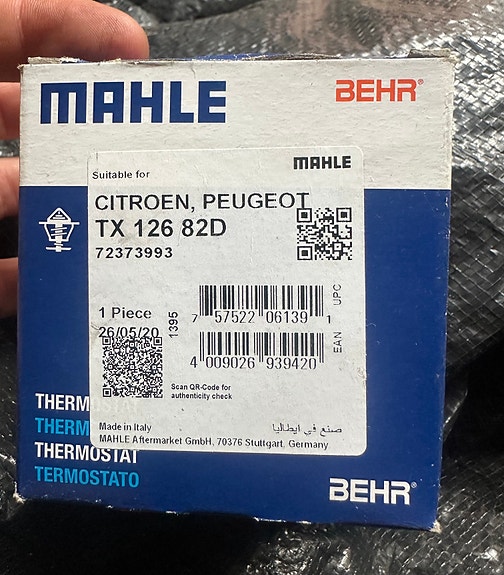 MAHLE
BEHR®
Suitable for
MAHLE
CITROEN, PEUGEOT
TX 126 82D
72373993
1 Piece
26/05/20
1395
7 57522 06139 1
UPC
4 009026 939420
EAN
Scan QR-Code for
authenticity check
Made in Italy
صنع في ايطاليا
MAHLE Aftermarket GmbH, 70376 Stuttgart, Germany
THERMOSTAT
THERM
THERMOSTAT
TERMOSTATO
BEHR®